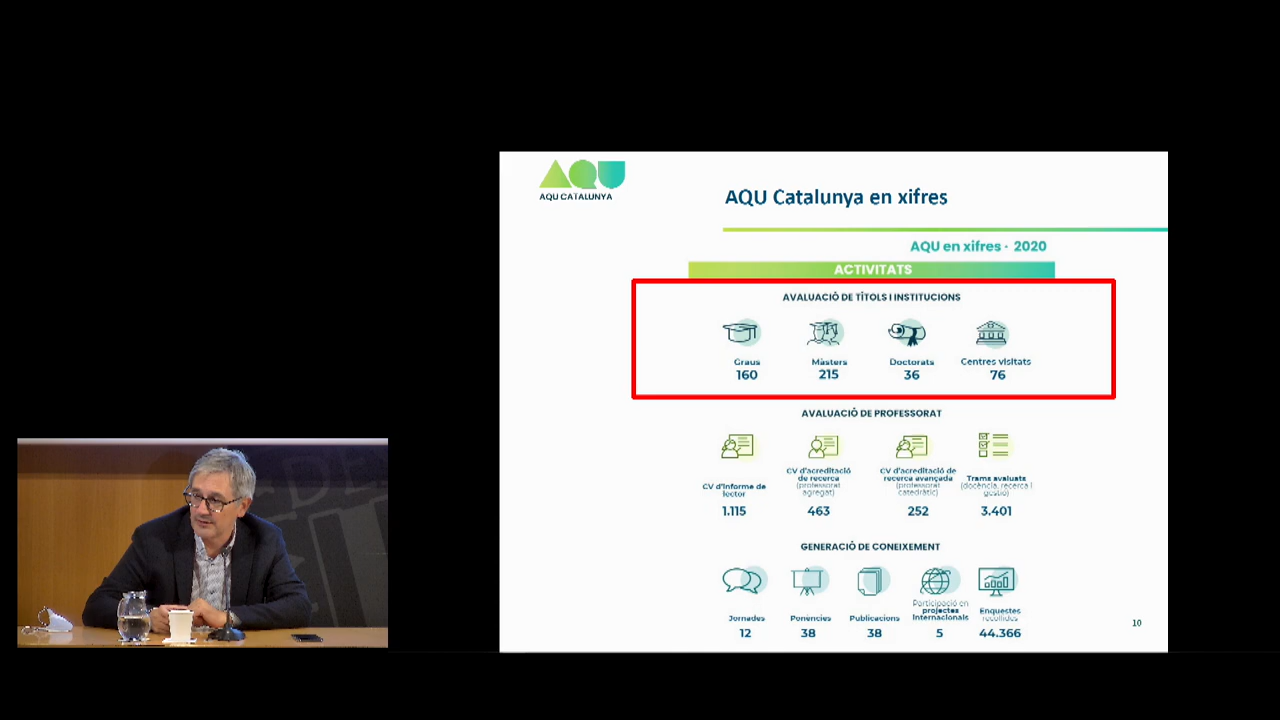 AQU
AQU CATALUNYA
AQU Catalunya en xifres
AQU en xifres · 2020
ACTIVITATS
AVALUACIÓ DE TÍTOLS I INSTITUCIONS
Graus
160
Màsters
215
Doctorats
36
Centres visitats
76
AVALUACIÓ DE PROFESSORAT
CV d'informe de
lector
1.115
CV d'acreditació
de recerca
(professorat
agregat)
463
CV d'acreditació de
recerca avançada
(professorat
catedràtic)
252
Trams avaluats
(docència, recerca i
gestió)
3.401
GENERACIÓ DE CONEIXEMENT
Jornades
12
Ponències
38
Publicacions
38
Participació en
projectes
internacionals
5
Enquestes
recollides
44.366
10